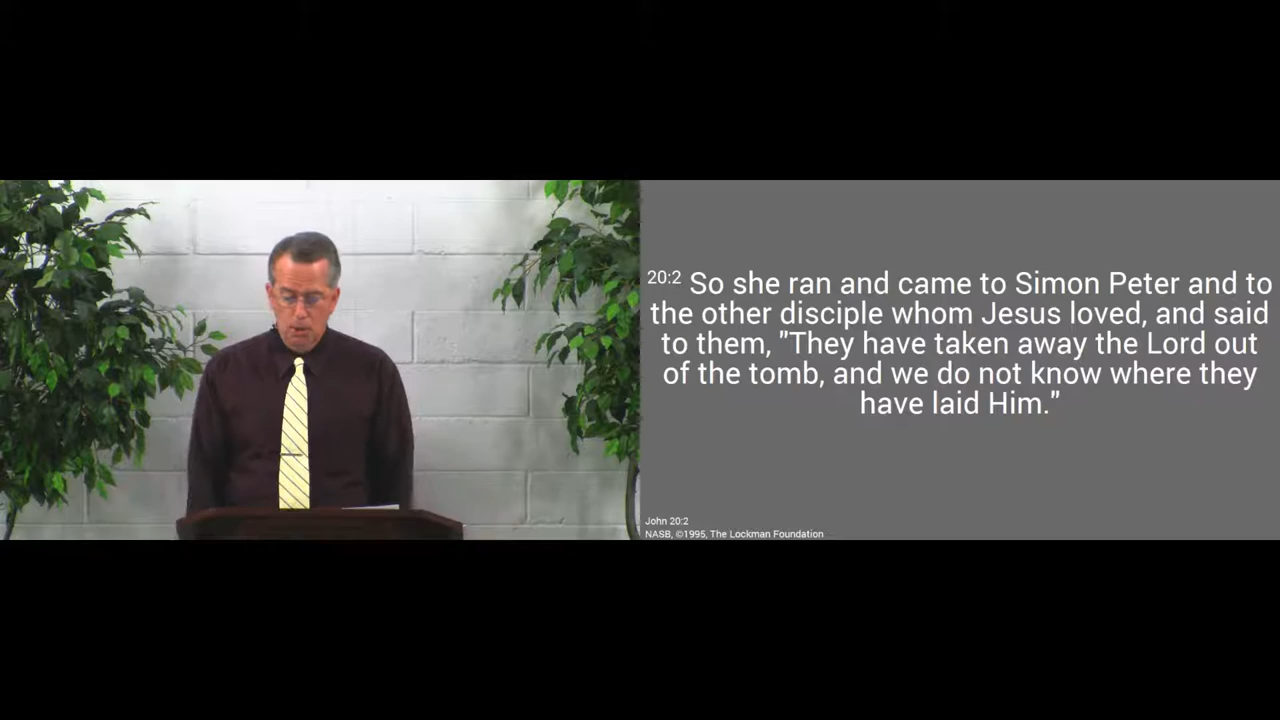 20:2 So she ran and came to Simon Peter and to
the other disciple whom Jesus loved, and said
to them, "They have taken away the Lord out
of the tomb, and we do not know where they
have laid Him."
John 20:2
NASB, ©1995, The Lockman Foundation